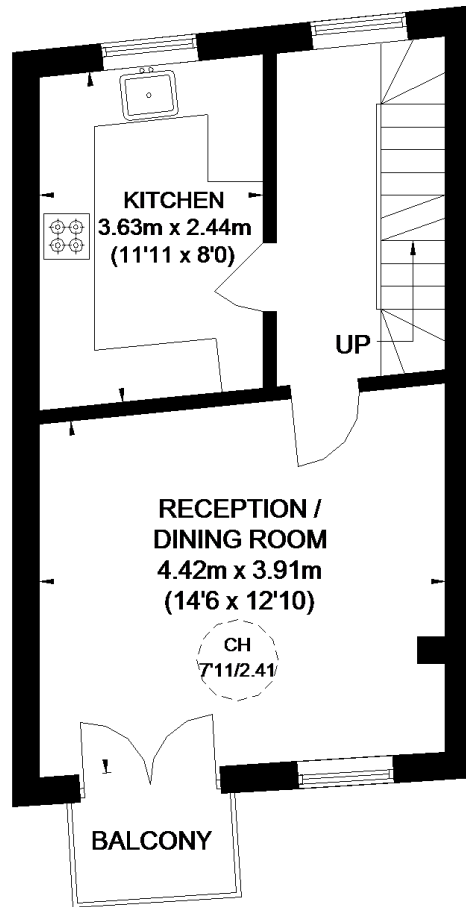 KITCHEN
3.63m x 2.44m
(11'11 x 8'0)
UP
RECEPTION /
DINING ROOM
4.42m x 3.91m
(14'6 x 12'10)
CH
7'11/2.41
BALCONY